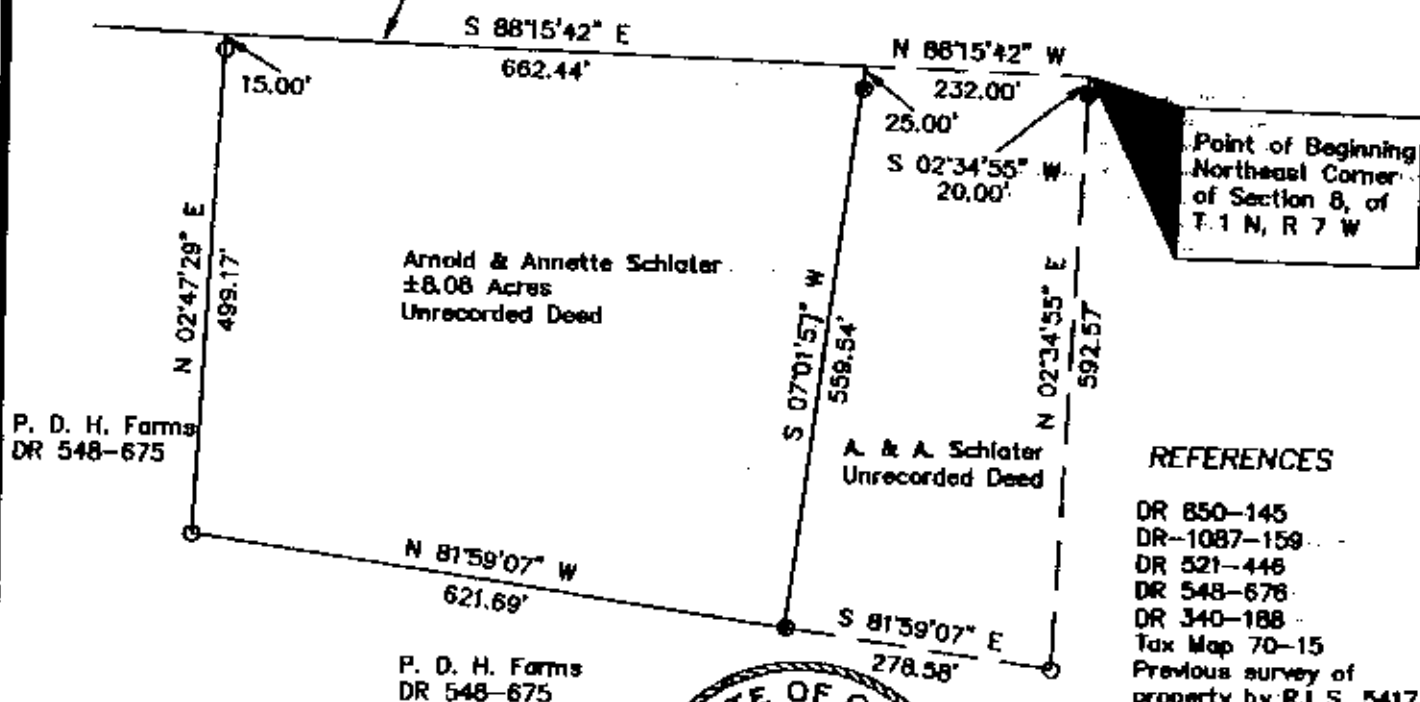 S 88°15'42" E
662.44'
N 88°15'42" W
232.00'
15.00'
25.00'
S 02°34'55" W
20.00'
Point of Beginning
Northeast Corner
of Section 8, of
T 1 N, R 7 W
N 02°47'29" E
499.17'
Arnold & Annette Schlater
±8.08 Acres
Unrecorded Deed
S 07°01'57" W
559.54'
N 02°34'55" E
592.57'
P. D. H. Farms
DR 548-675
A. & A. Schlater
Unrecorded Deed
REFERENCES
DR 850-145
DR-1087-159
DR 521-446
DR 548-676
DR 340-188
Tax Map 70-15
Previous survey of
property by R.L.S. 5417
N 81°59'07" W
621.69'
S 81°59'07" E
278.58'
P. D. H. Farms
DR 548-675
TE OF O